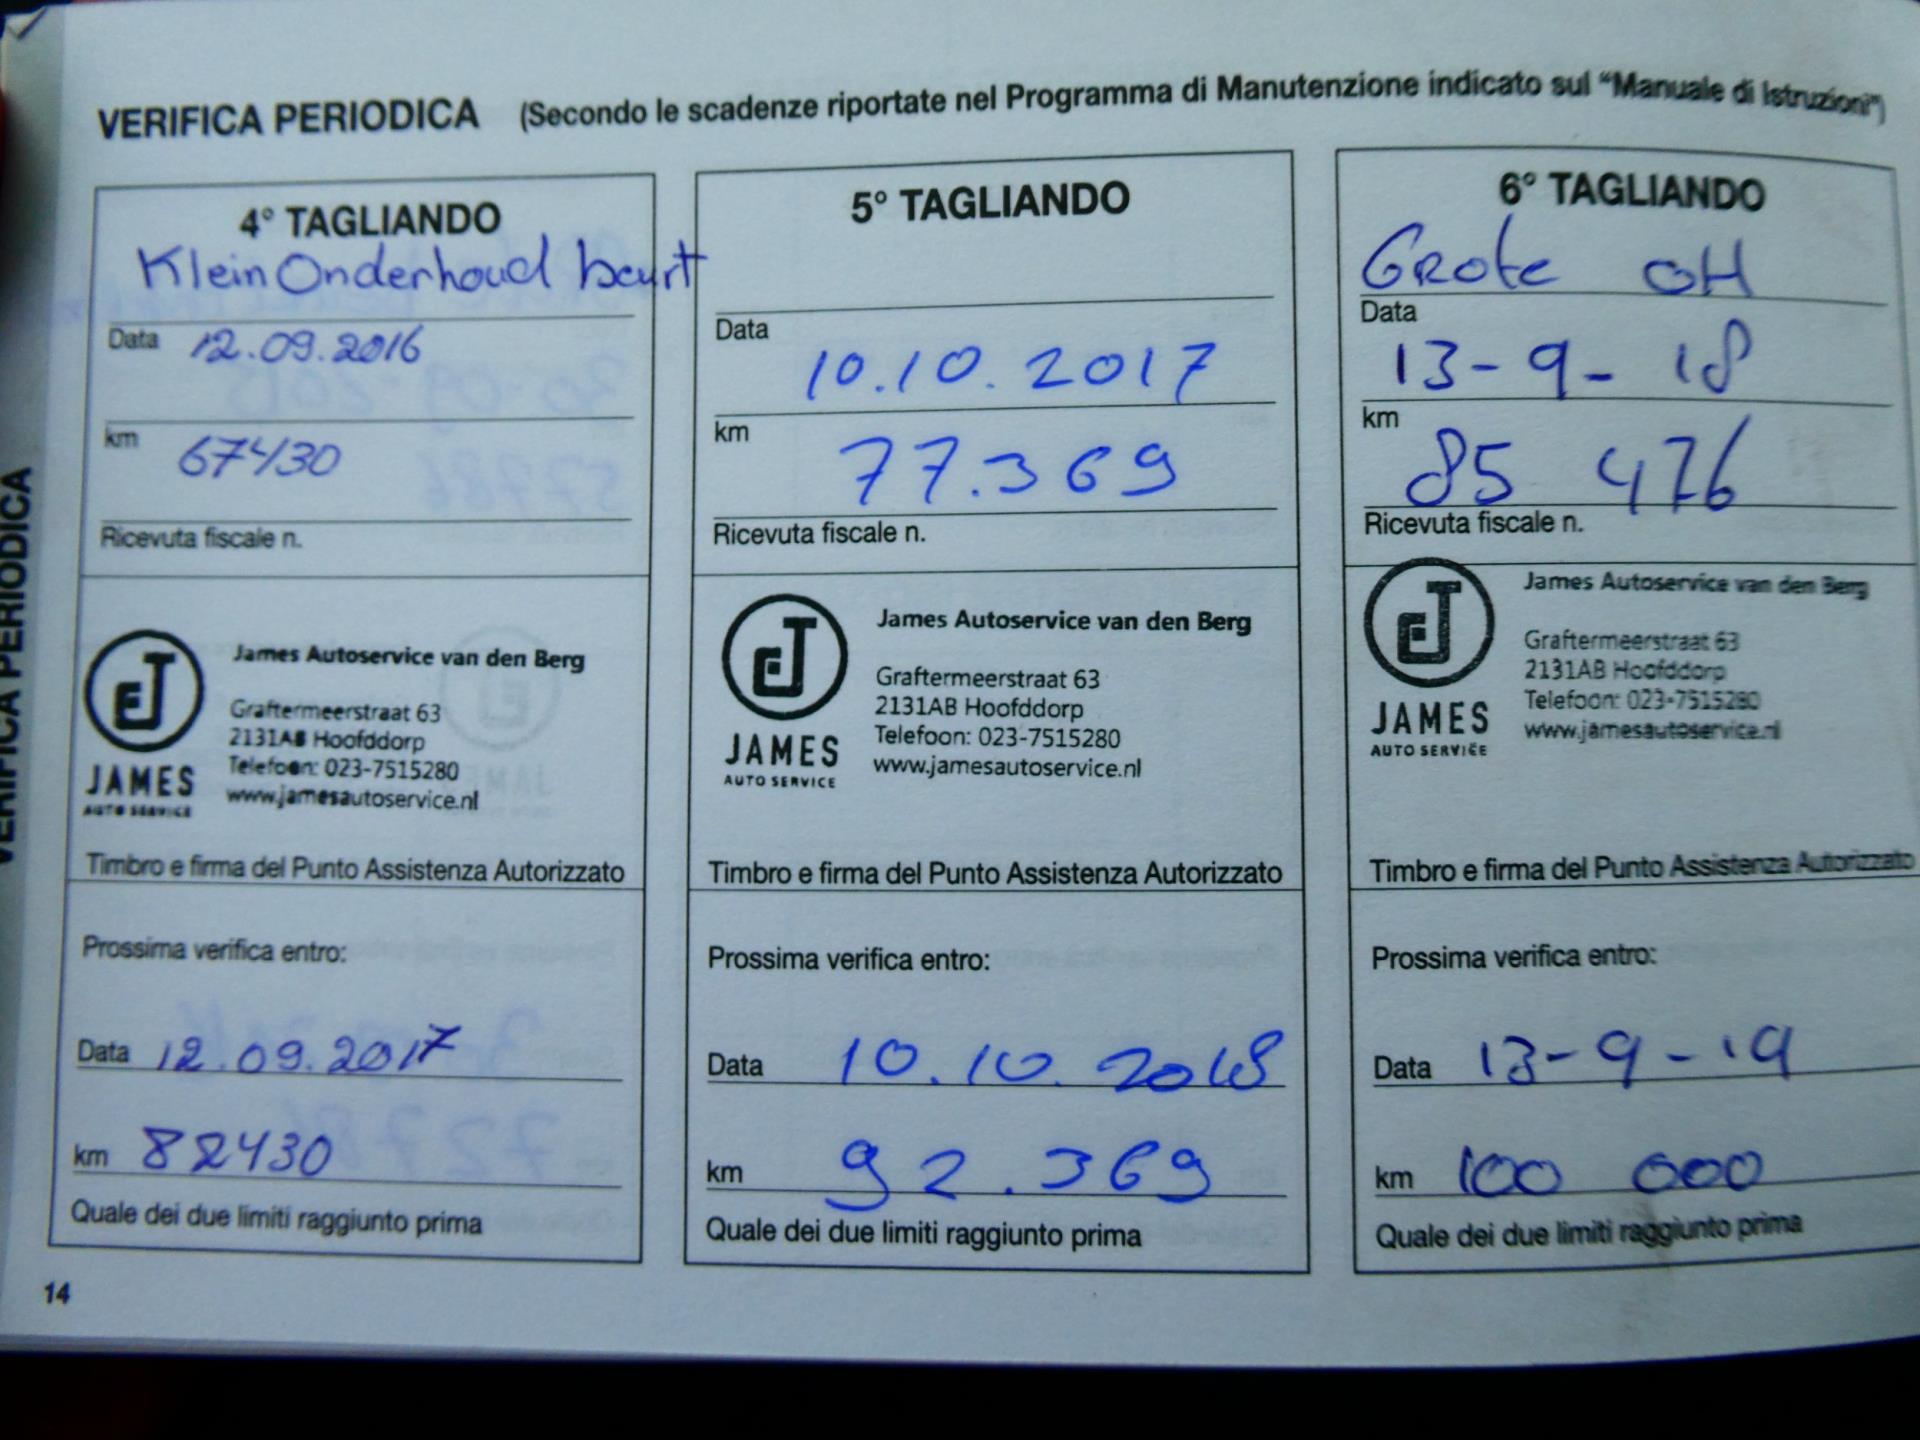 VERIFICA PERIODICA (Secondo le scadenze riportate nel Programma di Manutenzione indicato sul "Manuale di Istruzioni")
4° TAGLIANDO
Klein Onderhoud beurt
Data 12.09.2016
km 67430
Ricevuta fiscale n.
James Autoservice van den Berg
Graftermeerstraat 63
2131AB Hoofddorp
Telefoon: 023-7515280
www.jamesautoservice.nl
JAMES
AUTO SERVICE
Timbro e firma del Punto Assistenza Autorizzato
Prossima verifica entro:
Data 12.09.2017
km 82430
Quale dei due limiti raggiunto prima
5° TAGLIANDO
Data 10.10.2017
km 77.369
Ricevuta fiscale n.
James Autoservice van den Berg
Graftermeerstraat 63
2131AB Hoofddorp
Telefoon: 023-7515280
www.jamesautoservice.nl
JAMES
AUTO SERVICE
Timbro e firma del Punto Assistenza Autorizzato
Prossima verifica entro:
Data 10.10.2018
km 92.369
Quale dei due limiti raggiunto prima
6° TAGLIANDO
Grote OH
Data 13-9-18
km 85 476
Ricevuta fiscale n.
James Autoservice van den Berg
Graftermeerstraat 63
2131AB Hoofddorp
Telefoon: 023-7515280
www.jamesautoservice.nl
JAMES
AUTO SERVICE
Timbro e firma del Punto Assistenza Autorizzato
Prossima verifica entro:
Data 13-9-19
km 100 000
Quale dei due limiti raggiunto prima
VERIFICA PERIODICA
14